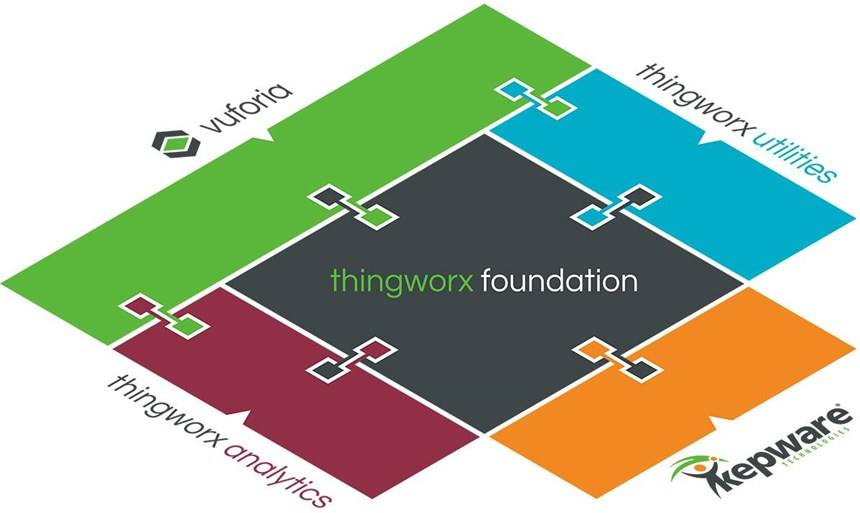 vuforia
thingworx utilities
thingworx foundation
thingworx analytics
kepware®
TECHNOLOGIES